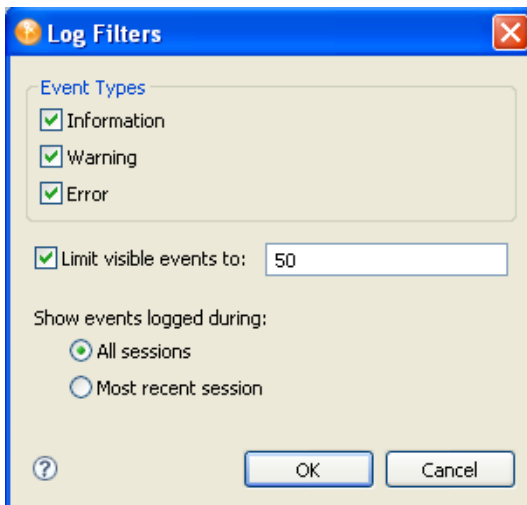 Log Filters
Event Types
Information
Warning
Error
Limit visible events to: 50
Show events logged during:
All sessions
Most recent session
? OK Cancel